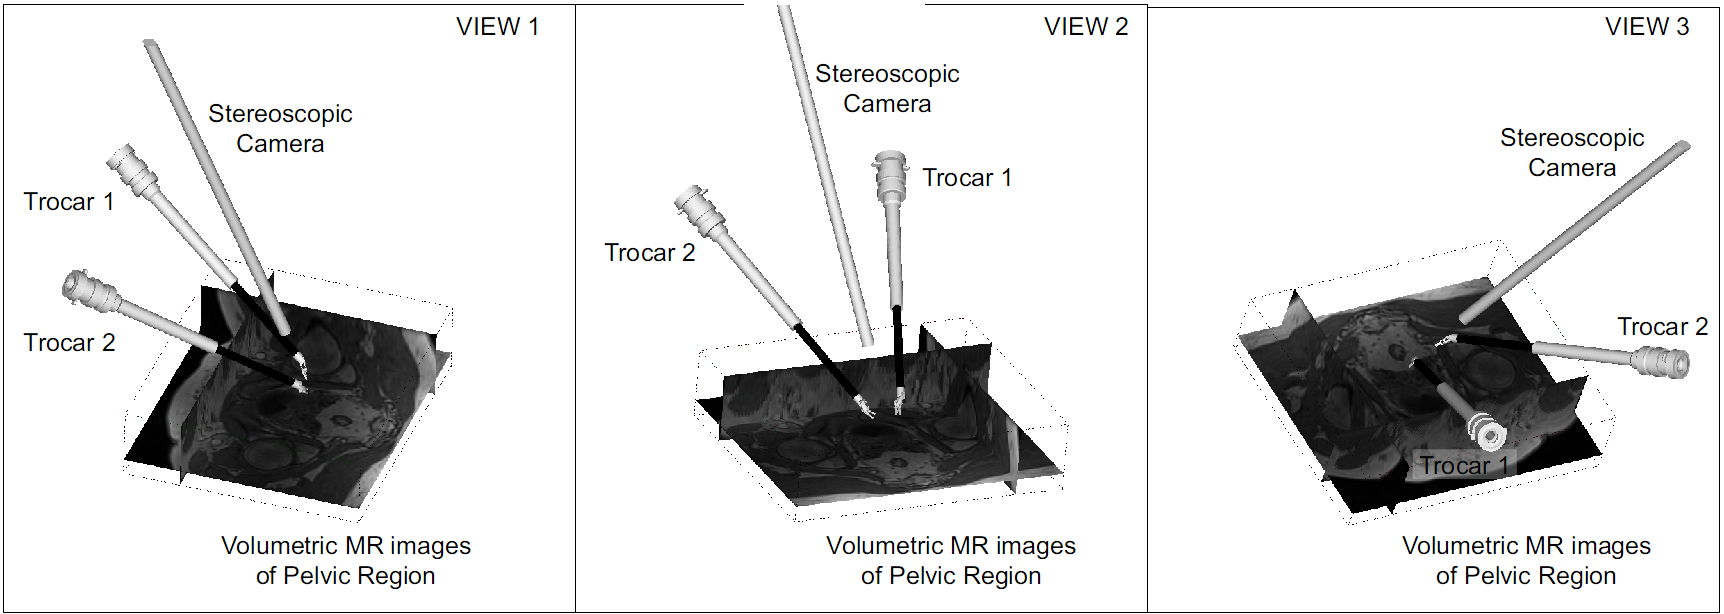 VIEW 1
Stereoscopic
Camera
Trocar 1
Trocar 2
Volumetric MR images
of Pelvic Region
VIEW 2
Stereoscopic
Camera
Trocar 1
Trocar 2
Volumetric MR images
of Pelvic Region
VIEW 3
Stereoscopic
Camera
Trocar 2
Trocar 1
Volumetric MR images
of Pelvic Region